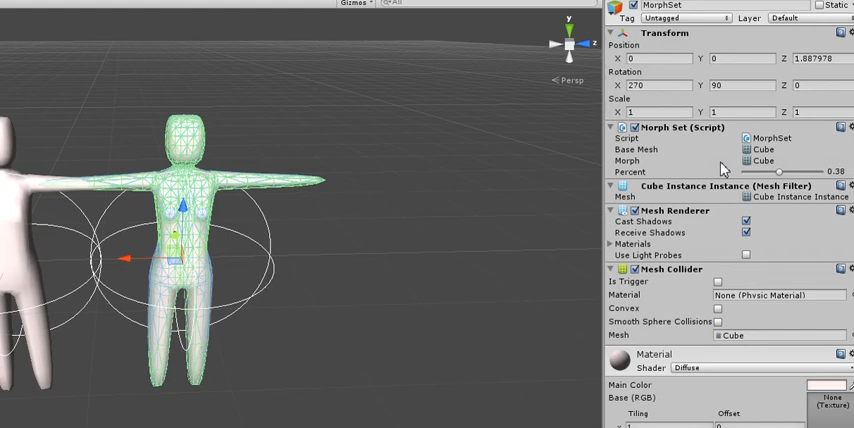 Gizmos All
y
z
Persp
MorphSet Static
Tag Untagged Layer Default
Transform
Position
X 0 Y 0 Z 1.887978
Rotation
X 270 Y 90 Z 0
Scale
X 1 Y 1 Z 1
Morph Set (Script)
Script MorphSet
Base Mesh Cube
Morph Cube
Percent 0.38
Cube Instance Instance (Mesh Filter)
Mesh Cube Instance Instance
Mesh Renderer
Cast Shadows
Receive Shadows
Materials
Use Light Probes
Mesh Collider
Is Trigger
Material None (Physic Material)
Convex
Smooth Sphere Collisions
Mesh Cube
Material
Shader Diffuse
Main Color
Base (RGB) None
(Texture)
Tiling Offset